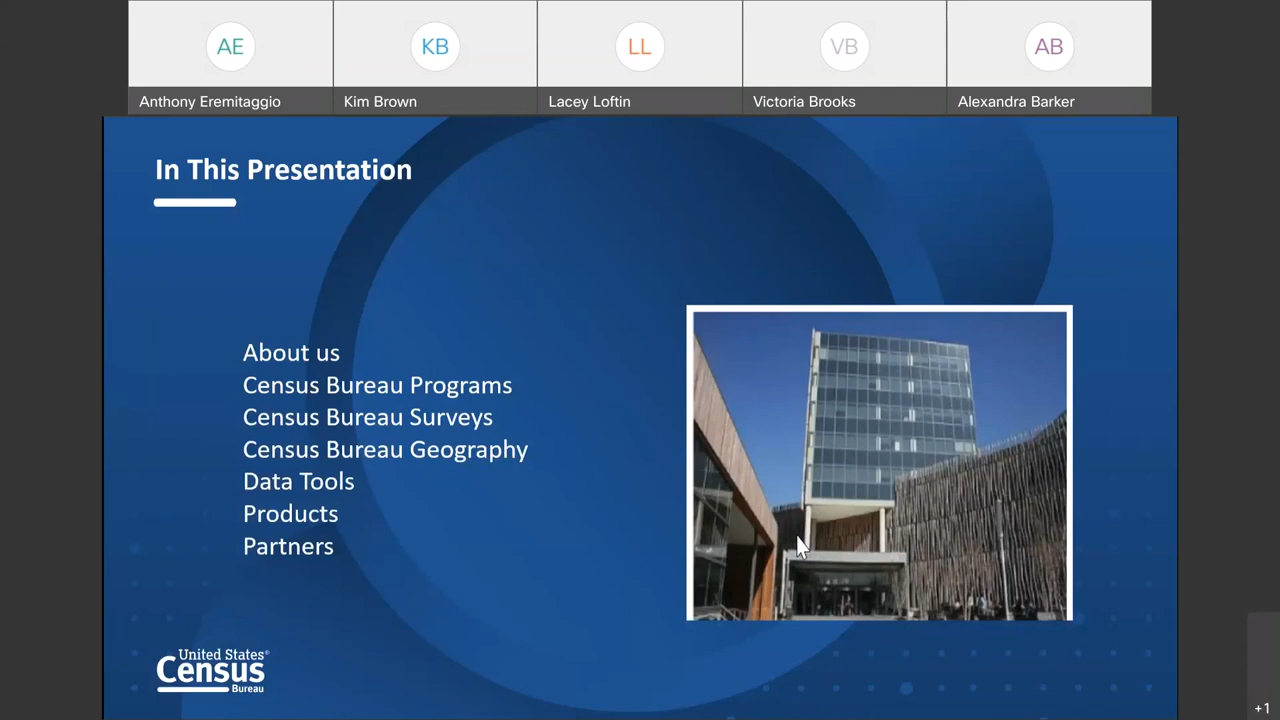 AE
KB
LL
VB
AB
Anthony Eremitaggio
Kim Brown
Lacey Loftin
Victoria Brooks
Alexandra Barker
In This Presentation
About us
Census Bureau Programs
Census Bureau Surveys
Census Bureau Geography
Data Tools
Products
Partners
United States®
Census
Bureau
+1